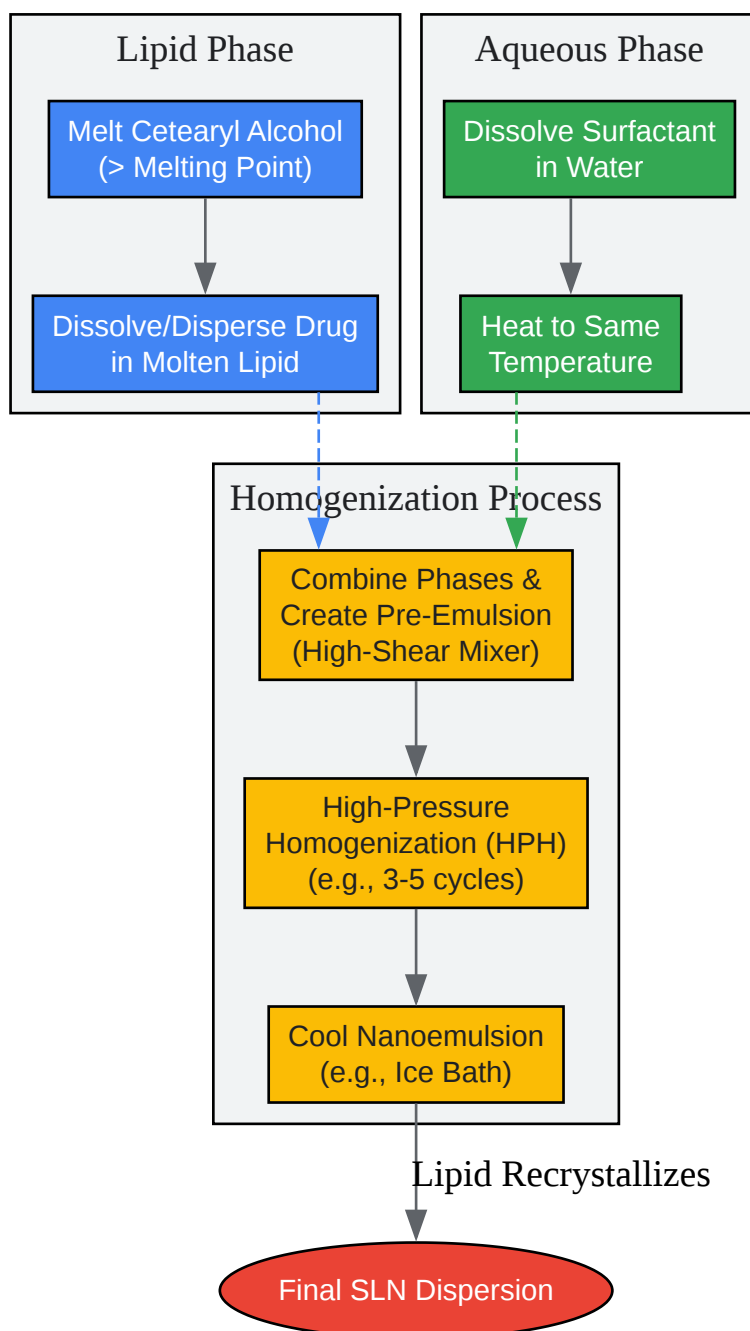 Lipid Phase
Melt Cetearyl Alcohol
(> Melting Point)
Dissolve/Disperse Drug
in Molten Lipid
Aqueous Phase
Dissolve Surfactant
in Water
Heat to Same
Temperature
Homogenization Process
Combine Phases &
Create Pre-Emulsion
(High-Shear Mixer)
High-Pressure
Homogenization (HPH)
(e.g., 3-5 cycles)
Cool Nanoemulsion
(e.g., Ice Bath)
Lipid Recrystallizes
Final SLN Dispersion